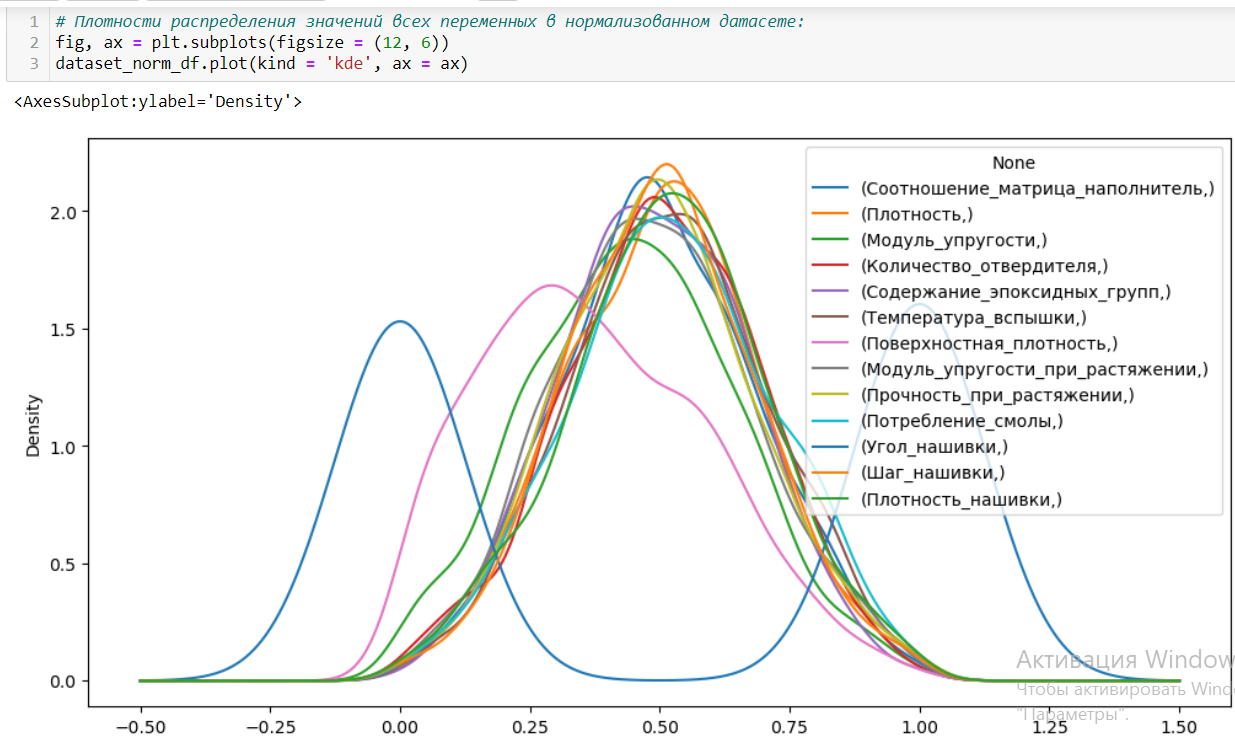 1 # Плотности распределения значений всех переменных в нормализованном датасете:
2 fig, ax = plt.subplots(figsize = (12, 6))
3 dataset_norm_df.plot(kind = 'kde', ax = ax)
<AxesSubplot:ylabel='Density'>
None
(Соотношение_матрица_наполнитель,)
(Плотность,)
(Модуль_упругости,)
(Количество_отвердителя,)
(Содержание_эпоксидных_групп,)
(Температура_вспышки,)
(Поверхностная_плотность,)
(Модуль_упругости_при_растяжении,)
(Прочность_при_растяжении,)
(Потребление_смолы,)
(Угол_нашивки,)
(Шаг_нашивки,)
(Плотность_нашивки,)
Density
2.0
1.5
1.0
0.5
0.0
−0.50 −0.25 0.00 0.25 0.50 0.75 1.00 1.25 1.50
Активация Window
Чтобы активировать Wind
"Параметры".